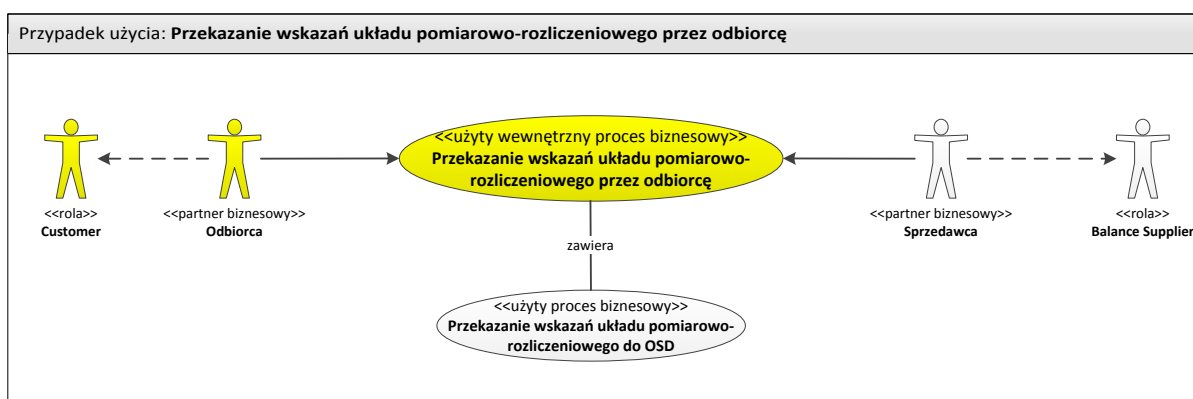 Przypadek użycia: Przekazanie wskazań układu pomiarowo-rozliczeniowego przez odbiorcę
<<użyty wewnętrzny proces biznesowy>>
Przekazanie wskazań układu pomiarowo-
rozliczeniowego przez odbiorcę
<<rola>>
Customer
<<partner biznesowy>>
Odbiorca
<<partner biznesowy>>
Sprzedawca
<<rola>>
Balance Supplier
zawiera
<<użyty proces biznesowy>>
Przekazanie wskazań układu pomiarowo-
rozliczeniowego do OSD